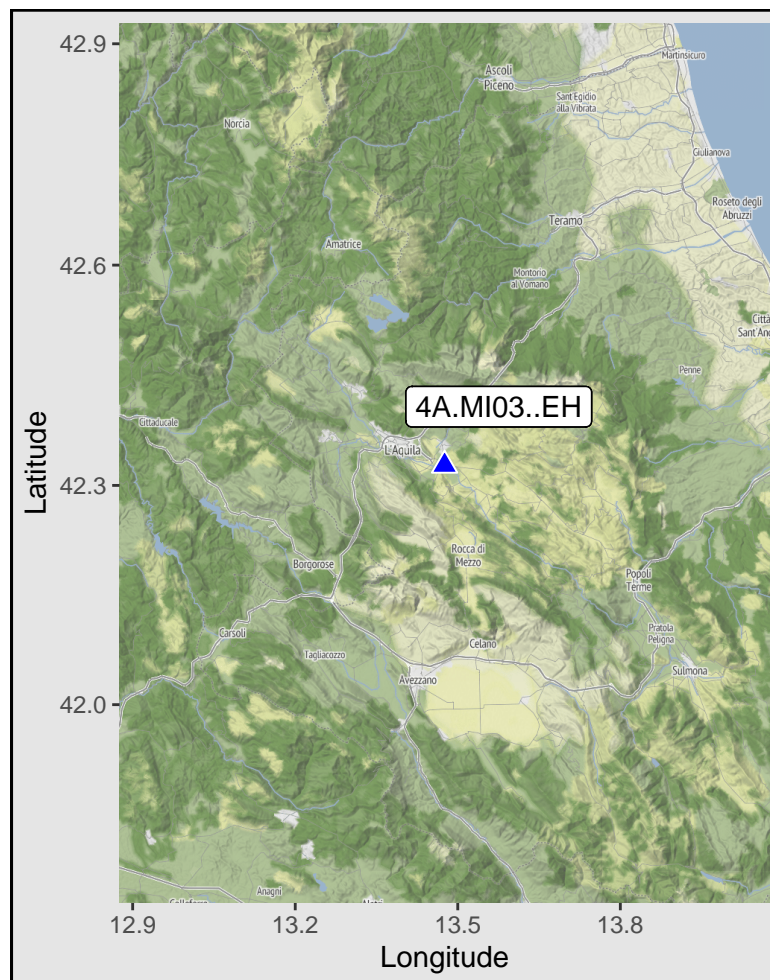 42.9
42.6
42.3
42.0
Latitude
12.9
13.2
13.5
13.8
Longitude
4A.MI03..EH
Martinsicuro
Ascoli
Piceno
Sant'Egidio
alla Vibrata
Norcia
Giulianova
Roseto degli
Abruzzi
Teramo
Amatrice
Montorio
al Vomano
Penne
Cittaducale
L'Aquila
Rocca di
Mezzo
Borgorose
Popoli
Terme
Carsoli
Pratola
Peligna
Celano
Tagliacozzo
Sulmona
Avezzano
Anagni